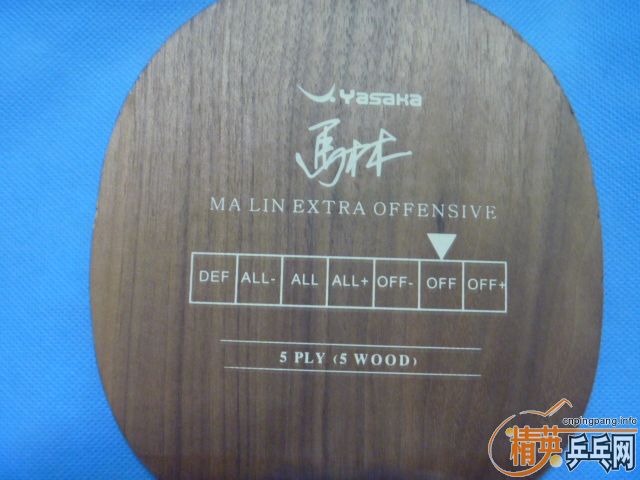 Yasaka
馬林
MA LIN EXTRA OFFENSIVE
DEF ALL- ALL ALL+ OFF- OFF OFF+
5 PLY (5 WOOD)
cnpingpang.info
精英乒乓网